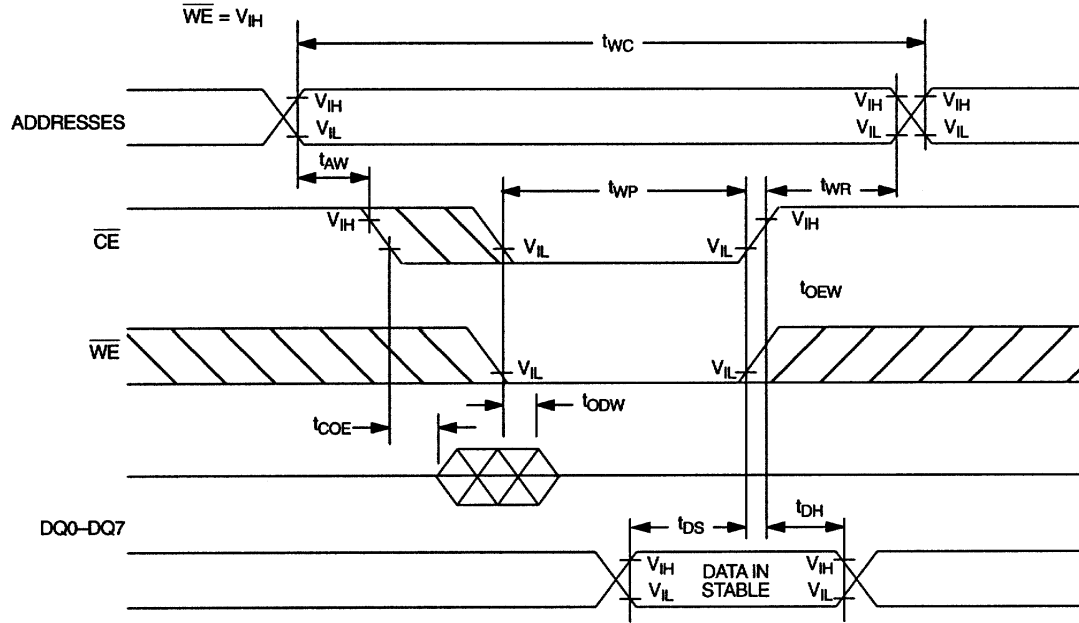 WE = VIH
tWC
ADDRESSES
VIH VIH VIH
VIL VIL VIL
tAW
tWP
tWR
CE
VIH VIH
VIL VIL
tOEW
WE
VIL VIL
tCOE
tODW
DQ0–DQ7
tDS
tDH
VIH DATA IN VIH
VIL STABLE VIL